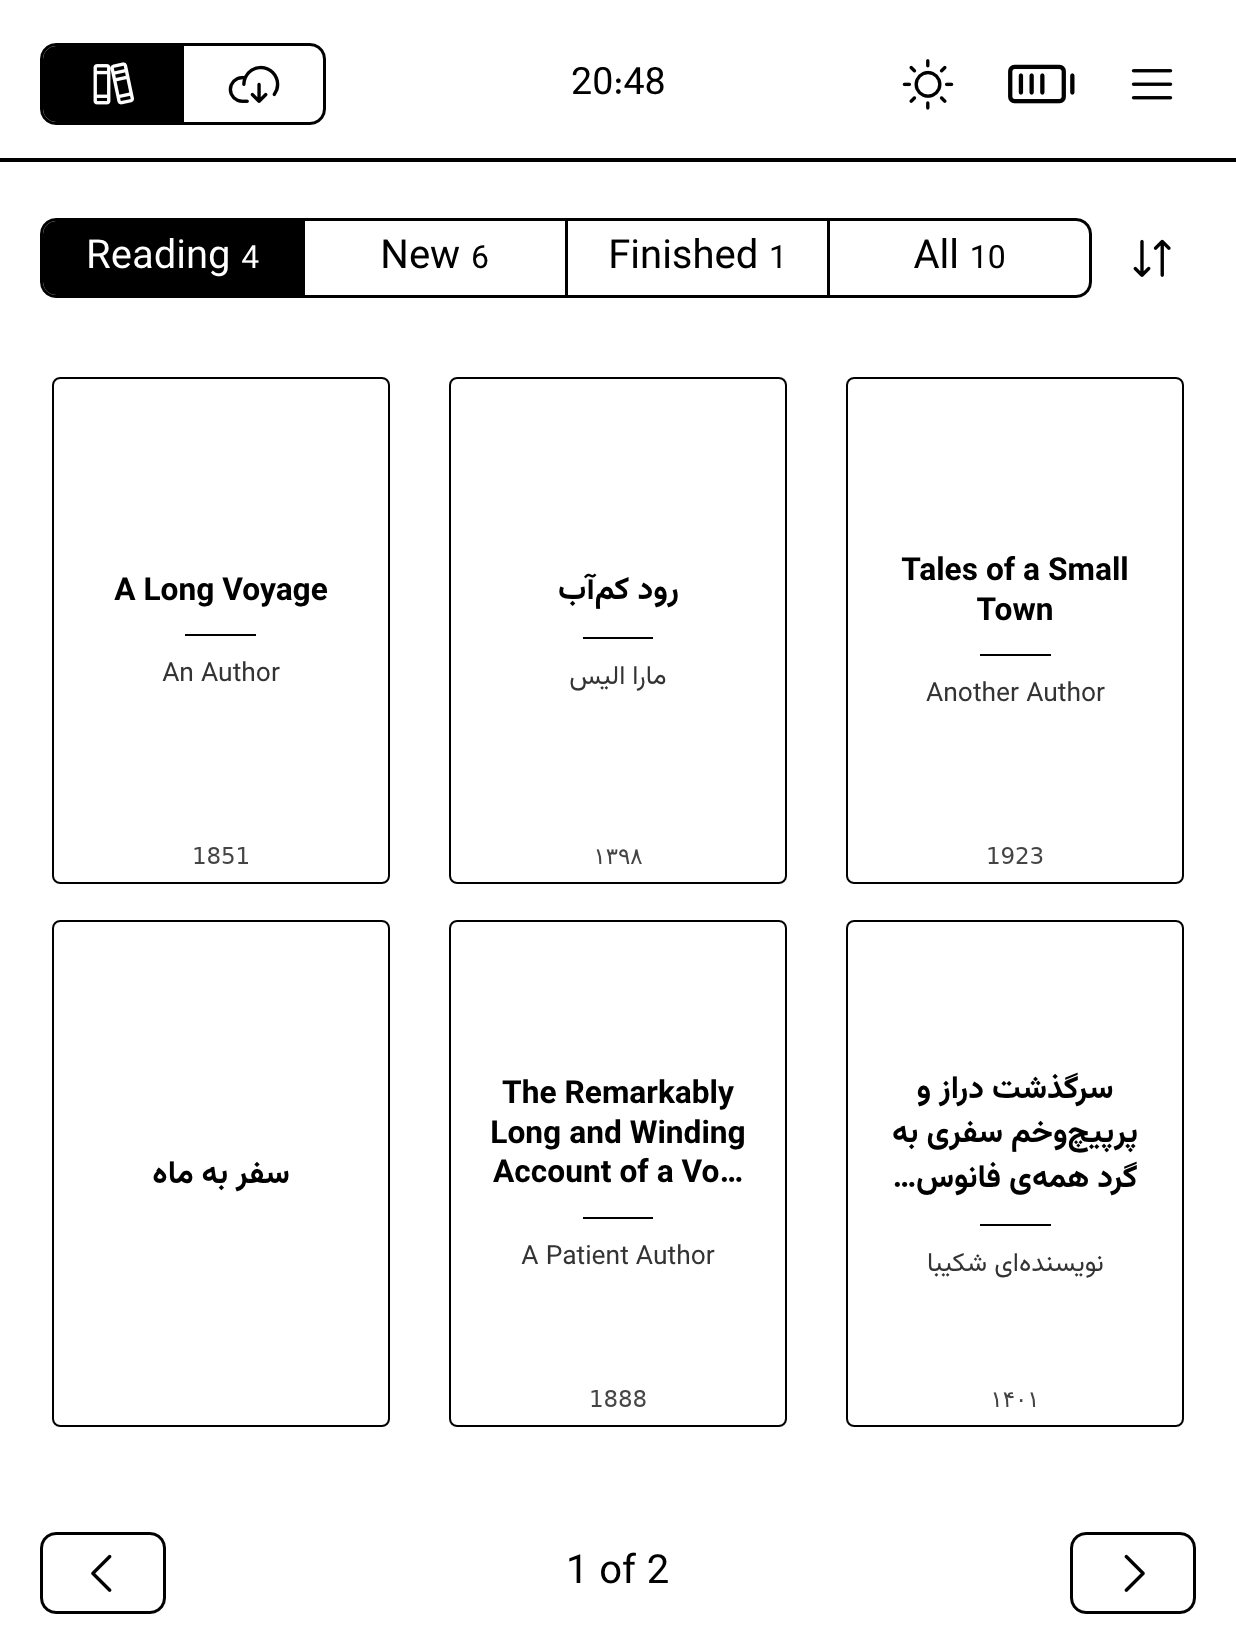 20:48
Reading 4
New 6
Finished 1
All 10
A Long Voyage
An Author
1851
رود کم‌آب
مارا الیس
۱۳۹۸
Tales of a Small
Town
Another Author
1923
سفر به ماه
The Remarkably
Long and Winding
Account of a Vo…
A Patient Author
1888
سرگذشت دراز و
پرپیچ‌وخم سفری به
گرد همه‌ی فانوس…
نویسنده‌ای شکیبا
۱۴۰۱
1 of 2